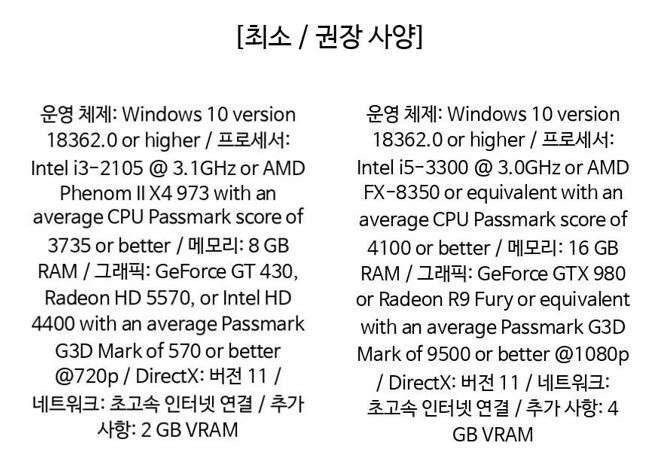 [최소 / 권장 사양]
운영 체제: Windows 10 version
18362.0 or higher / 프로세서:
Intel i3-2105 @ 3.1GHz or AMD
Phenom II X4 973 with an
average CPU Passmark score of
3735 or better / 메모리: 8 GB
RAM / 그래픽: GeForce GT 430,
Radeon HD 5570, or Intel HD
4400 with an average Passmark
G3D Mark of 570 or better
@720p / DirectX: 버전 11 /
네트워크: 초고속 인터넷 연결 / 추가
사항: 2 GB VRAM
운영 체제: Windows 10 version
18362.0 or higher / 프로세서:
Intel i5-3300 @ 3.0GHz or AMD
FX-8350 or equivalent with an
average CPU Passmark score of
4100 or better / 메모리: 16 GB
RAM / 그래픽: GeForce GTX 980
or Radeon R9 Fury or equivalent
with an average Passmark G3D
Mark of 9500 or better @1080p
/ DirectX: 버전 11 / 네트워크:
초고속 인터넷 연결 / 추가 사항: 4
GB VRAM